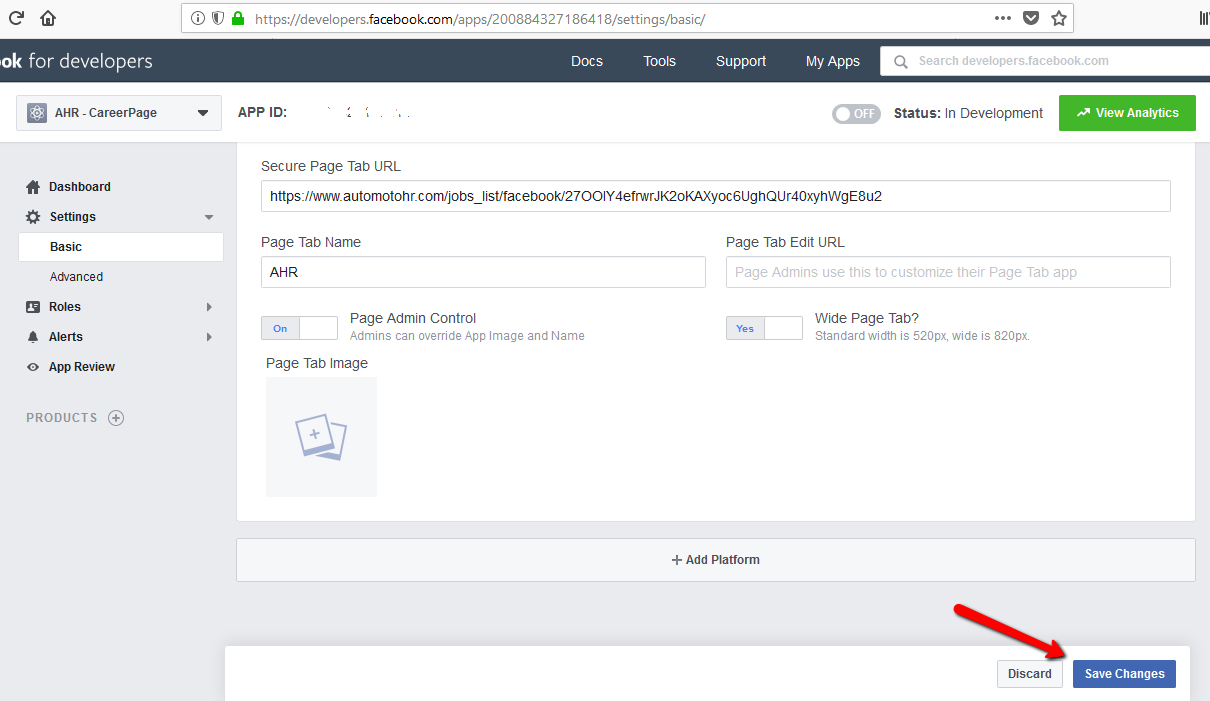 https://developers.facebook.com/apps/200884327186418/settings/basic/
ok for developers
Docs
Tools
Support
My Apps
Search developers.facebook.com
AHR - CareerPage
APP ID:
OFF
Status: In Development
View Analytics
Dashboard
Settings
Basic
Advanced
Roles
Alerts
App Review
PRODUCTS
Secure Page Tab URL
https://www.automotohr.com/jobs_list/facebook/27OOlY4efrwrJK2oKAXyoc6UghQUr40xyhWgE8u2
Page Tab Name
Page Tab Edit URL
AHR
Page Admins use this to customize their Page Tab app
On
Page Admin Control
Admins can override App Image and Name
Yes
Wide Page Tab?
Standard width is 520px, wide is 820px.
Page Tab Image
+ Add Platform
Discard
Save Changes